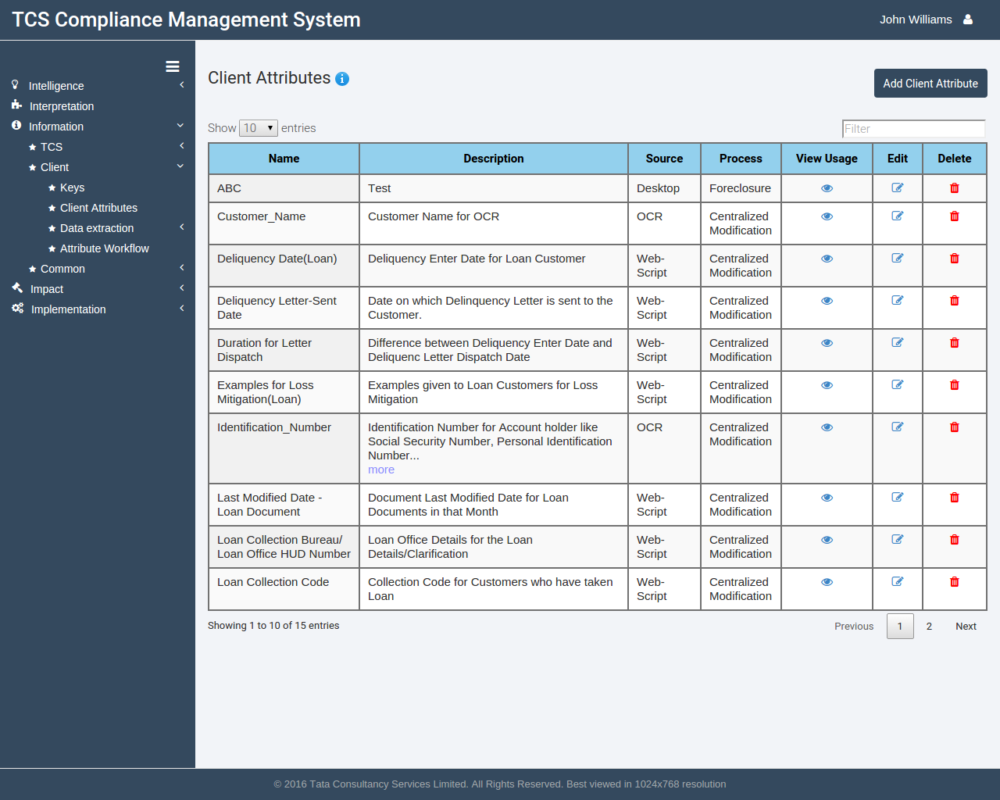 TCS Compliance Management System
John Williams
Intelligence
Interpretation
Information
TCS
Client
Keys
Client Attributes
Data extraction
Attribute Workflow
Common
Impact
Implementation
Client Attributes
Add Client Attribute
Show 10 entries
Filter
Name Description Source Process View Usage Edit Delete
ABC Test Desktop Foreclosure
Customer_Name Customer Name for OCR OCR Centralized
Modification
Deliquency Date(Loan) Deliquency Enter Date for Loan Customer Web- Centralized
Script Modification
Deliquency Letter-Sent Date on which Delinquency Letter is sent to the Web- Centralized
Date Customer. Script Modification
Duration for Letter Difference between Deliquency Enter Date and Web- Centralized
Dispatch Deliquenc Letter Dispatch Date Script Modification
Examples for Loss Examples given to Loan Customers for Loss Web- Centralized
Mitigation(Loan) Mitigation Script Modification
Identification_Number Identification Number for Account holder like OCR Centralized
Social Security Number, Personal Identification Modification
Number...
more
Last Modified Date - Document Last Modified Date for Loan Web- Centralized
Loan Document Documents in that Month Script Modification
Loan Collection Bureau/ Loan Office Details for the Loan Web- Centralized
Loan Office HUD Number Details/Clarification Script Modification
Loan Collection Code Collection Code for Customers who have taken Web- Centralized
Loan Script Modification
Showing 1 to 10 of 15 entries
Previous 1 2 Next
© 2016 Tata Consultancy Services Limited. All Rights Reserved. Best viewed in 1024x768 resolution